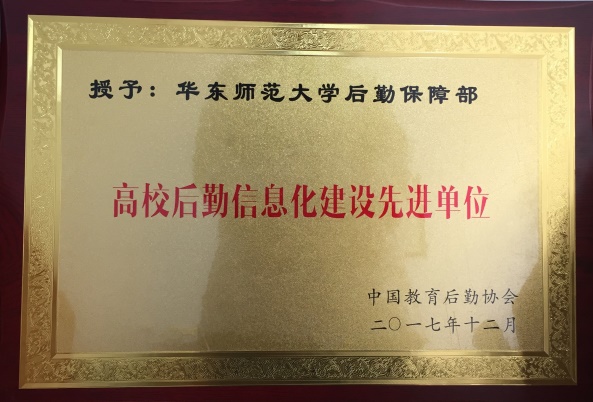 授予：华东师范大学后勤保障部
高校后勤信息化建设先进单位
中国教育后勤协会
二〇一七年十二月